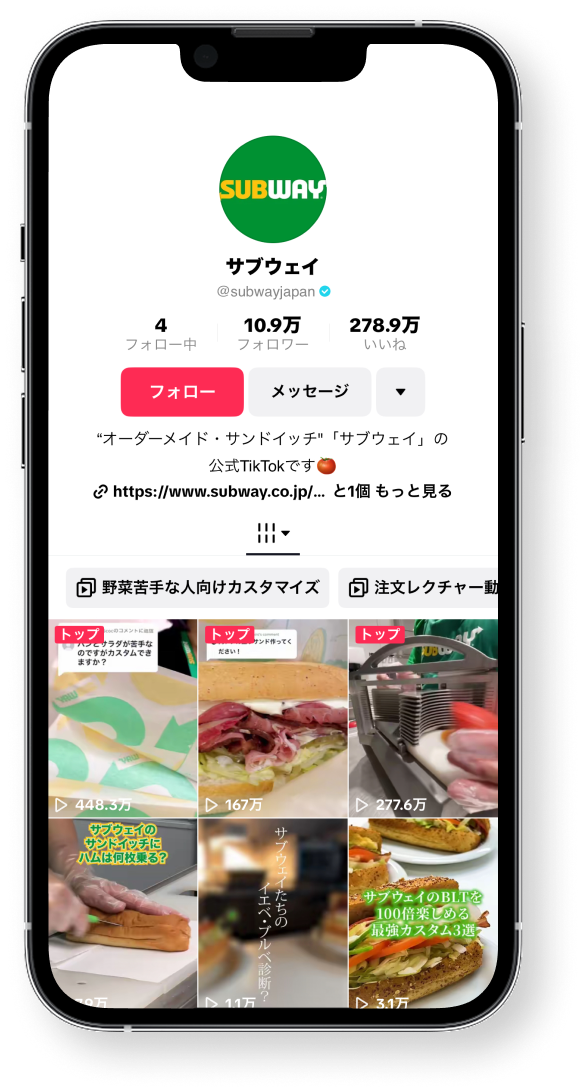 SUBWAY
サブウェイ
@subwayjapan
4 10.9万 278.9万
フォロー中 フォロワー いいね
フォロー メッセージ
“オーダーメイド・サンドイッチ"「サブウェイ」の
公式TikTokです🍅
https://www.subway.co.jp/... と1個 もっと見る
野菜苦手な人向けカスタマイズ 注文レクチャー動
トップ トップ トップ
のコメントに返信
パンとサラダが苦手な
のですがカスタムでき
ますか?
サンド作ってく
ださい!
448.3万 167万 277.6万
サブウェイの
サンドイッチに
ハムは何枚乗る?
サブウェイたちの
イエベ・ブルベ診断?
サブウェイのBLTを
100倍楽しめる
最強カスタム3選
11万 3.1万